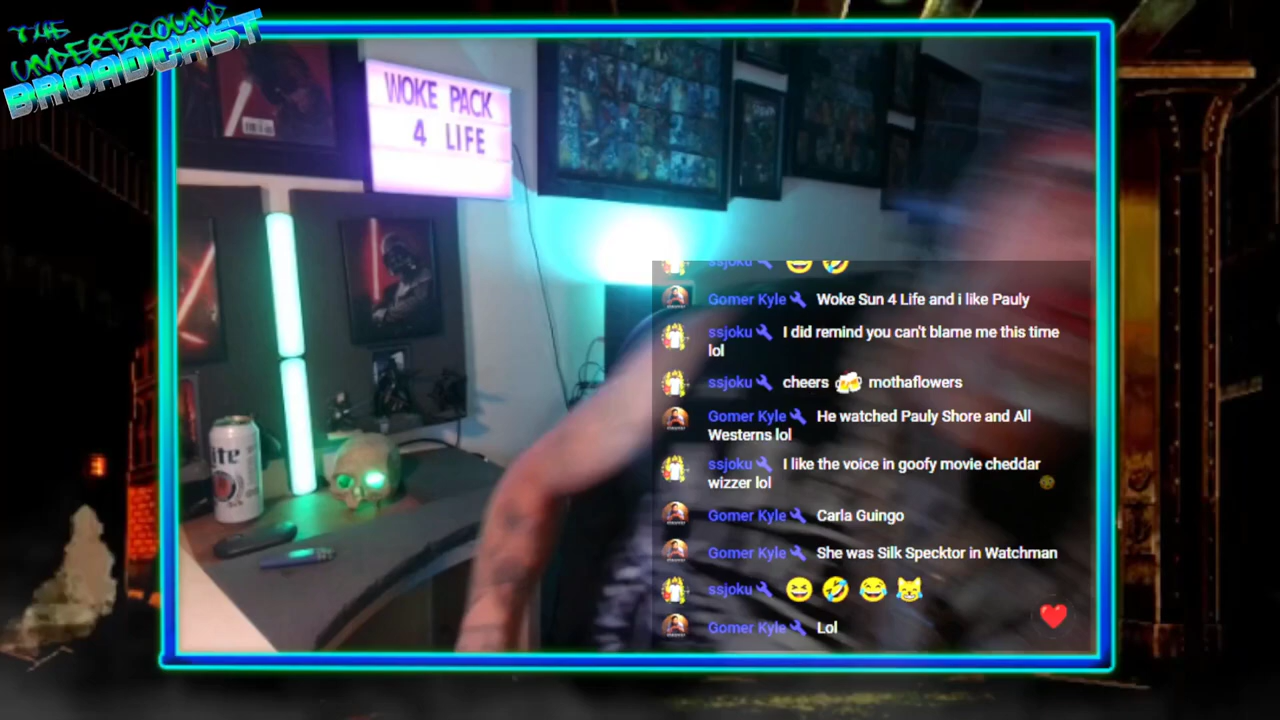 THE
UNDERGROUND
BROADCAST
WOKE PACK
4 LIFE
ite
ssjoku
Gomer Kyle Woke Sun 4 Life and i like Pauly
ssjoku I did remind you can't blame me this time
lol
ssjoku cheers 🍻 mothaflowers
Gomer Kyle He watched Pauly Shore and All
Westerns lol
ssjoku I like the voice in goofy movie cheddar
wizzer lol
Gomer Kyle Carla Guingo
Gomer Kyle She was Silk Specktor in Watchman
ssjoku 😆 🤣 😂 😹
Gomer Kyle Lol